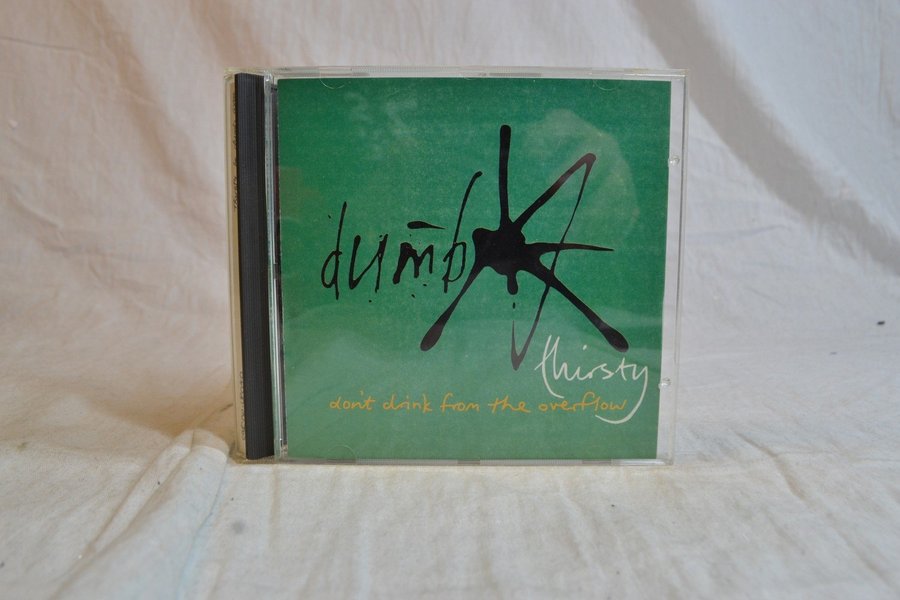 dumb
thirsty
don't drink from the overflow